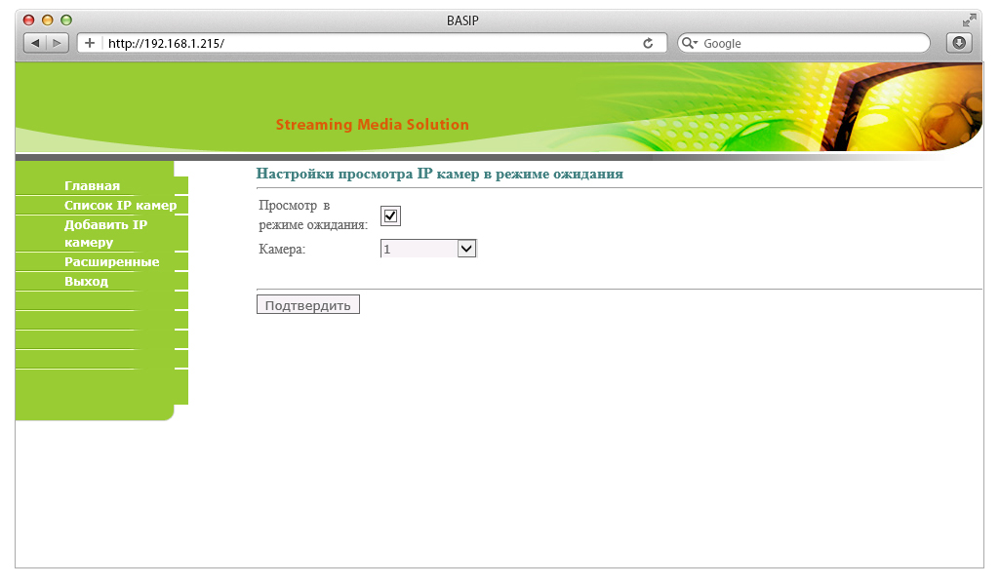 BASIP
http://192.168.1.215/
Google
Streaming Media Solution
Главная
Список IP камер
Добавить IP
камеру
Расширенные
Выход
Настройки просмотра IP камер в режиме ожидания
Просмотр в
режиме ожидания:
Камера:
1
Подтвердить